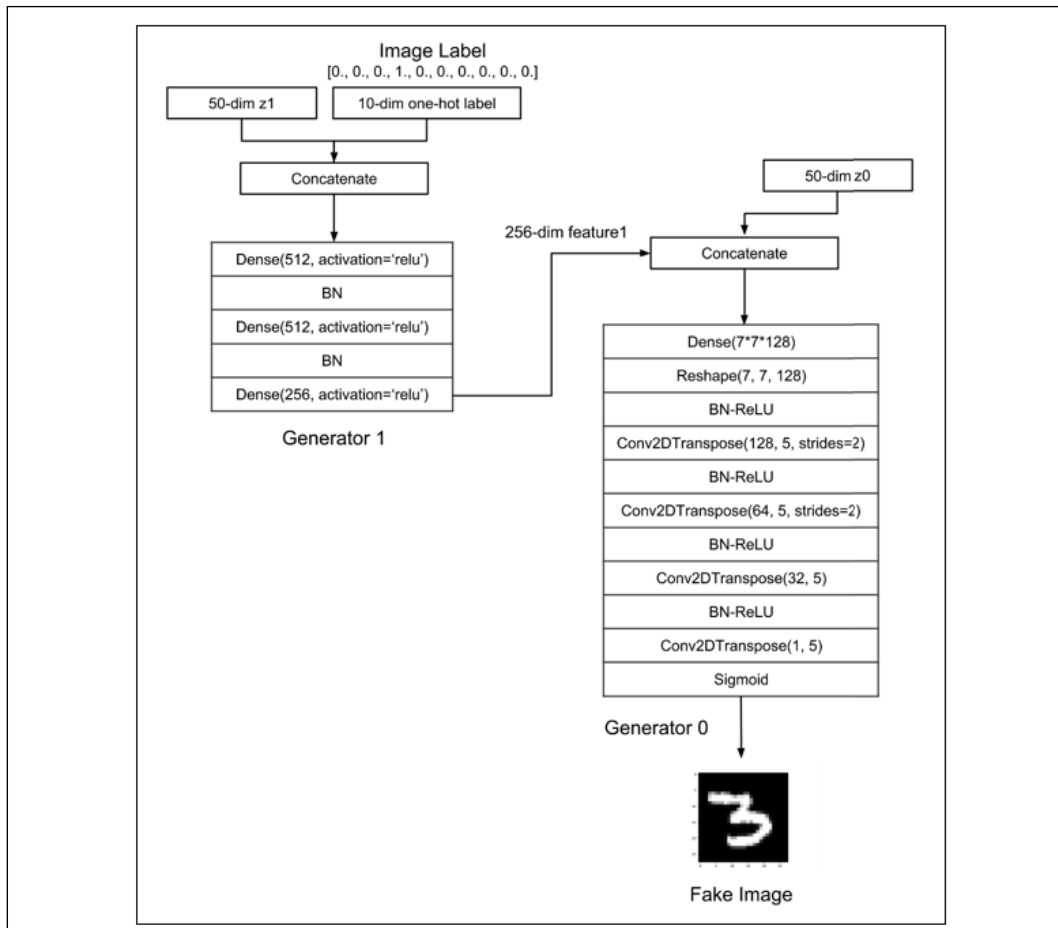 Image Label
[0., 0., 0., 1., 0., 0., 0., 0., 0., 0.]
50-dim z1
10-dim one-hot label
Concatenate
Dense(512, activation=‘relu’)
BN
Dense(512, activation=‘relu’)
BN
Dense(256, activation=‘relu’)
Generator 1
256-dim feature1
50-dim z0
Concatenate
Dense(7*7*128)
Reshape(7, 7, 128)
BN-ReLU
Conv2DTranspose(128, 5, strides=2)
BN-ReLU
Conv2DTranspose(64, 5, strides=2)
BN-ReLU
Conv2DTranspose(32, 5)
BN-ReLU
Conv2DTranspose(1, 5)
Sigmoid
Generator 0
3
Fake Image